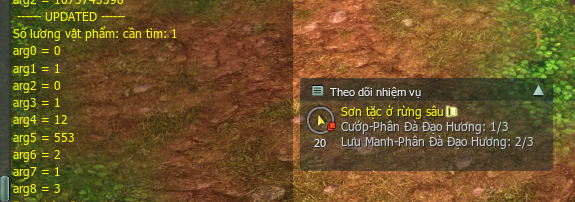 ------ UPDATED ------
Số lương vật phẩm: cần tìm: 1
arg0 = 0
arg1 = 1
arg2 = 0
arg3 = 1
arg4 = 12
arg5 = 553
arg6 = 2
arg7 = 1
arg8 = 3
Theo dõi nhiệm vụ
Sơn tặc ở rừng sâu
Cướp-Phân Đà Đạo Hương: 1/3
20
Lưu Manh-Phân Đà Đạo Hương: 2/3